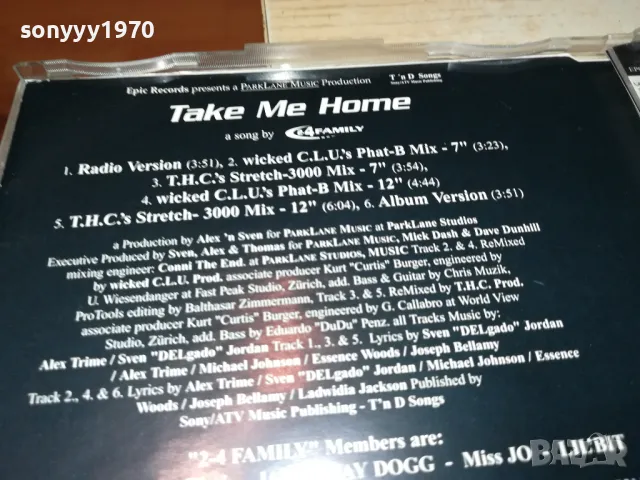 sonyyy1970
Epic Records presents a PARKLANE MUSIC Production
T 'n D Songs
Sony/ATV Music Publishing
Take Me Home
a song by 2-4 FAMILY
1. Radio Version (3:51), 2. wicked C.L.U.'s Phat-B Mix - 7" (3:23),
3. T.H.C.'s Stretch-3000 Mix - 7" (3:54),
4. wicked C.L.U.'s Phat-B Mix - 12" (4:44)
5. T.H.C.'s Stretch- 3000 Mix - 12" (6:04), 6. Album Version (3:51)
a Production by Alex 'n Sven for PARKLANE MUSIC at PARKLANE Studios
Executive Produced by Sven, Alex & Thomas for PARKLANE MUSIC, Mick Dash & Dave Dunhill
mixing engineer: Conni The End. at PARKLANE STUDIOS, MUSIC Track 2. & 4. ReMixed
by wicked C.L.U. Prod. associate producer Kurt "Curtis" Burger, engineered by
U. Wiesendanger at Fast Peak Studio, Zürich, add. Bass & Guitar by Chris Muzik,
ProTools editing by Balthasar Zimmermann, Track 3. & 5. ReMixed by T.H.C. Prod.
associate producer Kurt "Curtis" Burger, engineered by G. Callabro at World View
Studio, Zürich, add. Bass by Eduardo "DuDu" Penz. all Tracks Music by:
Alex Trime / Sven "DELgado" Jordan Track 1., 3. & 5. Lyrics by Sven "DELgado" Jordan
/ Alex Trime / Michael Johnson / Essence Woods / Joseph Bellamy
Track 2., 4. & 6. Lyrics by Alex Trime / Sven "DELgado" Jordan / Michael Johnson / Essence
Woods / Joseph Bellamy / Ladwidia Jackson Published by
Sony/ATV Music Publishing - T'n D Songs
"2-4 FAMILY" Members are:
AY DOGG - Miss JO - LIL'BIT
bazar